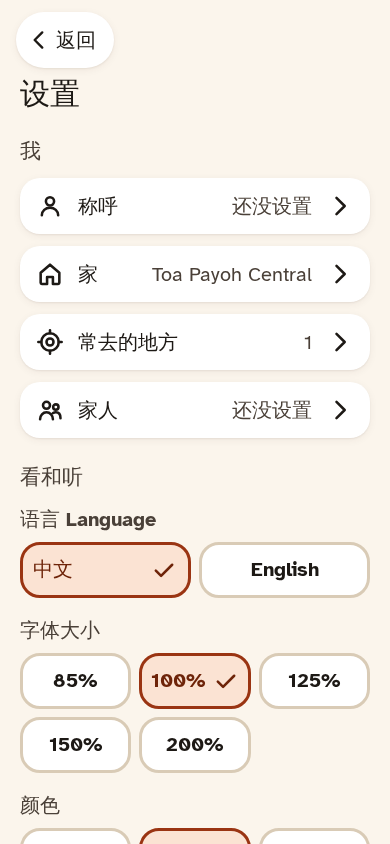 返回
设置
我
称呼 还没设置
家 Toa Payoh Central
常去的地方 1
家人 还没设置
看和听
语言 Language
中文 English
字体大小
85% 100% 125%
150% 200%
颜色